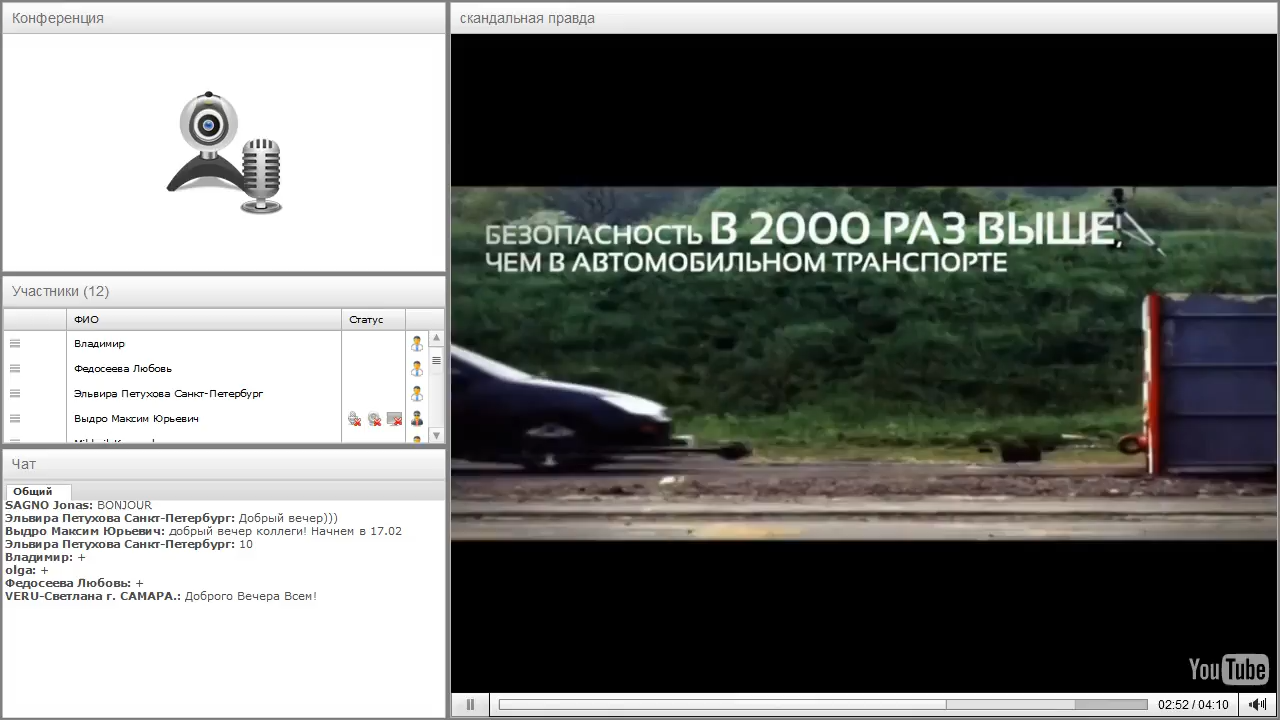 Конференция
скандальная правда
БЕЗОПАСНОСТЬ В 2000 РАЗ ВЫШЕ,
ЧЕМ В АВТОМОБИЛЬНОМ ТРАНСПОРТЕ
Участники (12)
ФИО Статус
Владимир
Федосеева Любовь
Эльвира Петухова Санкт-Петербург
Выдро Максим Юрьевич
Чат
Общий
SAGNO Jonas: BONJOUR
Эльвира Петухова Санкт-Петербург: Добрый вечер)))
Выдро Максим Юрьевич: добрый вечер коллеги! Начнем в 17.02
Эльвира Петухова Санкт-Петербург: 10
Владимир: +
olga: +
Федосеева Любовь: +
VERU-Светлана г. САМАРА.: Доброго Вечера Всем!
YouTube
02:52 / 04:10